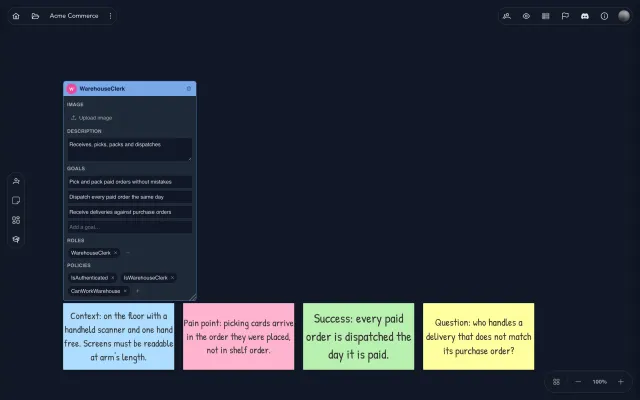 Acme Commerce
W WarehouseClerk
IMAGE
Upload image
DESCRIPTION
Receives, picks, packs and dispatches
GOALS
Pick and pack paid orders without mistakes
Dispatch every paid order the same day
Receive deliveries against purchase orders
Add a goal...
ROLES
WarehouseClerk ×
POLICIES
IsAuthenticated × IsWarehouseClerk ×
CanWorkWarehouse × +
Context: on the floor with a
handheld scanner and one hand
free. Screens must be readable
at arm's length.
Pain point: picking cards arrive
in the order they were placed,
not in shelf order.
Success: every paid
order is dispatched the
day it is paid.
Question: who handles a
delivery that does not match
its purchase order?
− 100% +